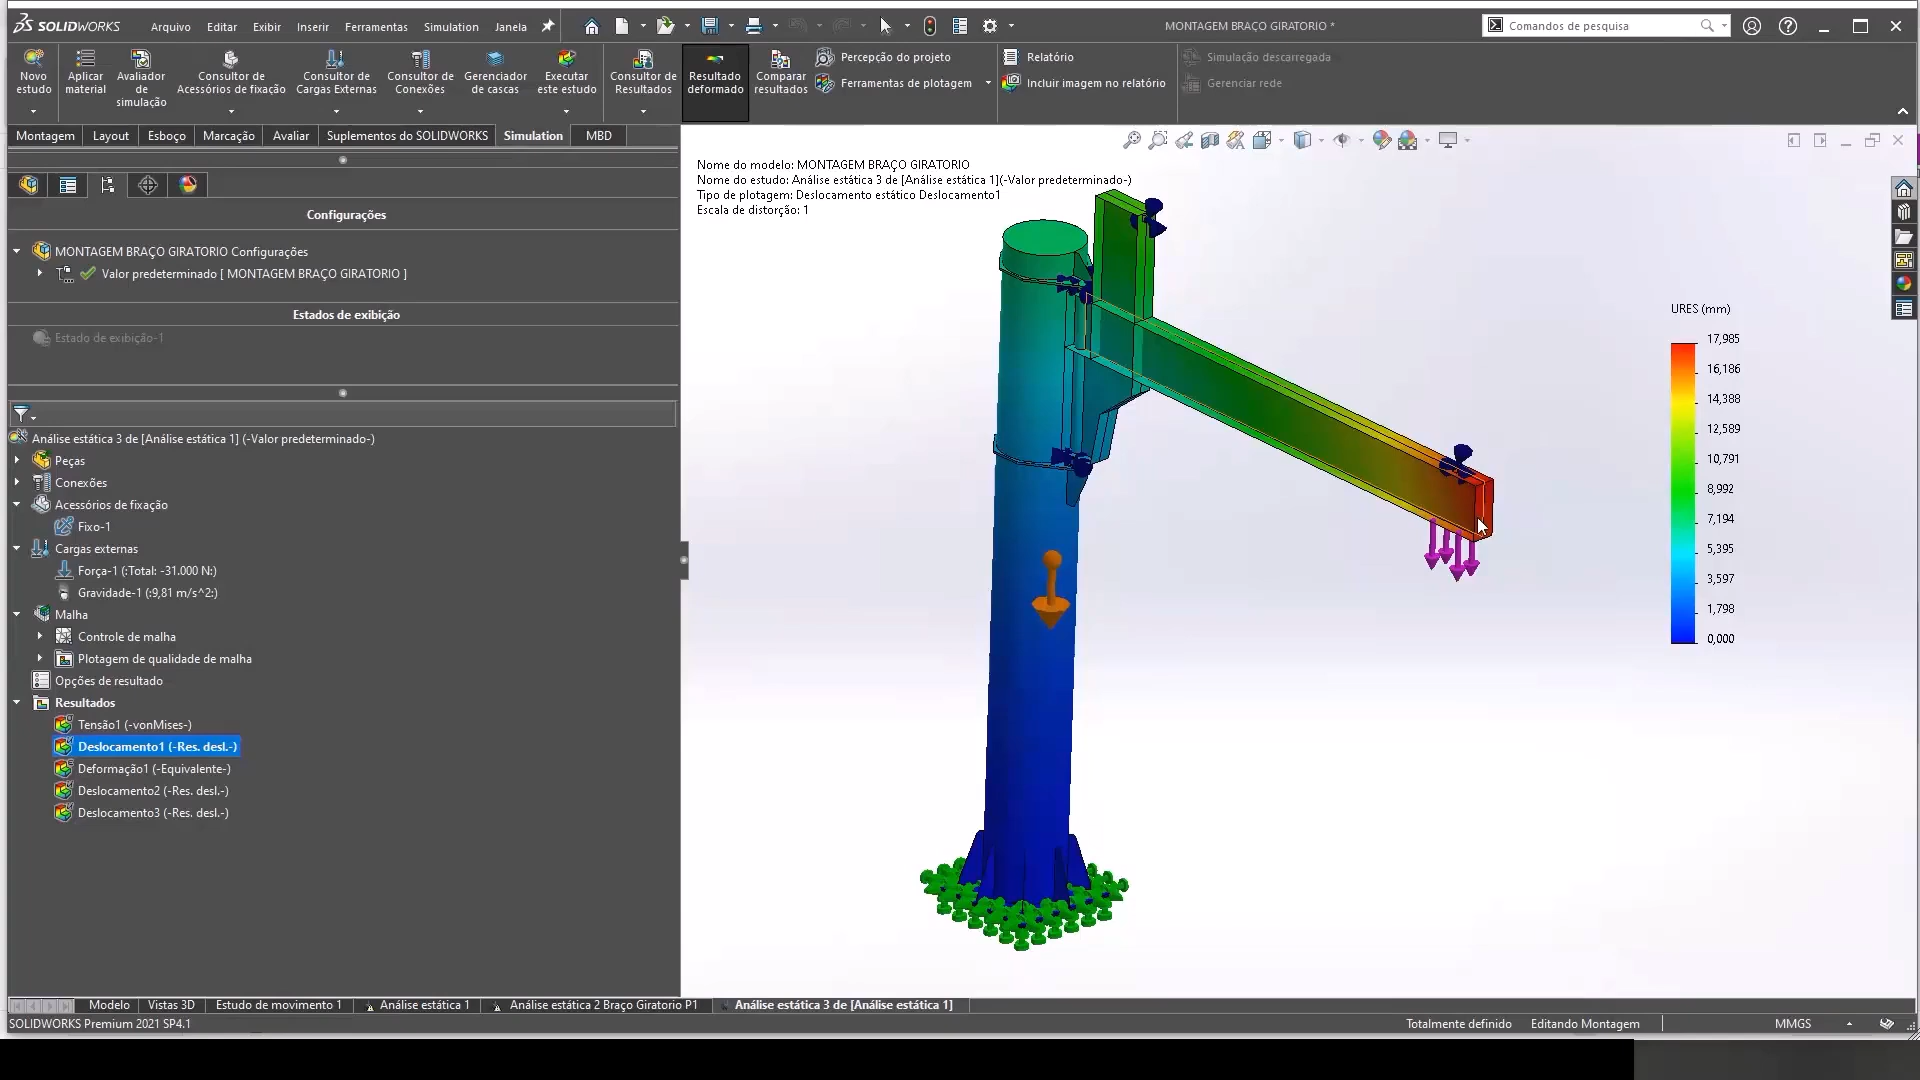 SOLIDWORKS
Arquivo Editar Exibir Inserir Ferramentas Simulation Janela
MONTAGEM BRAÇO GIRATORIO *
Comandos de pesquisa
Novo estudo
Aplicar material
Avaliador de simulação
Consultor de Acessórios de fixação
Consultor de Cargas Externas
Consultor de Conexões
Gerenciador de cascas
Executar este estudo
Consultor de Resultados
Resultado deformado
Comparar resultados
Percepção do projeto
Ferramentas de plotagem
Relatório
Incluir imagem no relatório
Simulação descarregada
Gerenciar rede
Montagem Layout Esboço Marcação Avaliar Suplementos do SOLIDWORKS Simulation MBD
Configurações
MONTAGEM BRAÇO GIRATORIO Configurações
Valor predeterminado [ MONTAGEM BRAÇO GIRATORIO ]
Estados de exibição
Estado de exibição-1
Análise estática 3 de [Análise estática 1] (-Valor predeterminado-)
Peças
Conexões
Acessórios de fixação
Fixo-1
Cargas externas
Força-1 (:Total: -31.000 N:)
Gravidade-1 (:9,81 m/s^2:)
Malha
Controle de malha
Plotagem de qualidade de malha
Opções de resultado
Resultados
Tensão1 (-vonMises-)
Deslocamento1 (-Res. desl.-)
Deformação1 (-Equivalente-)
Deslocamento2 (-Res. desl.-)
Deslocamento3 (-Res. desl.-)
Nome do modelo: MONTAGEM BRAÇO GIRATORIO
Nome do estudo: Análise estática 3 de [Análise estática 1](-Valor predeterminado-)
Tipo de plotagem: Deslocamento estático Deslocamento1
Escala de distorção: 1
URES (mm)
17,985
16,186
14,388
12,589
10,791
8,992
7,194
5,395
3,597
1,798
0,000
Modelo Vistas 3D Estudo de movimento 1 Análise estática 1 Análise estática 2 Braço Giratorio P1 Análise estática 3 de [Análise estática 1]
SOLIDWORKS Premium 2021 SP4.1
Totalmente definido Editando Montagem MMGS